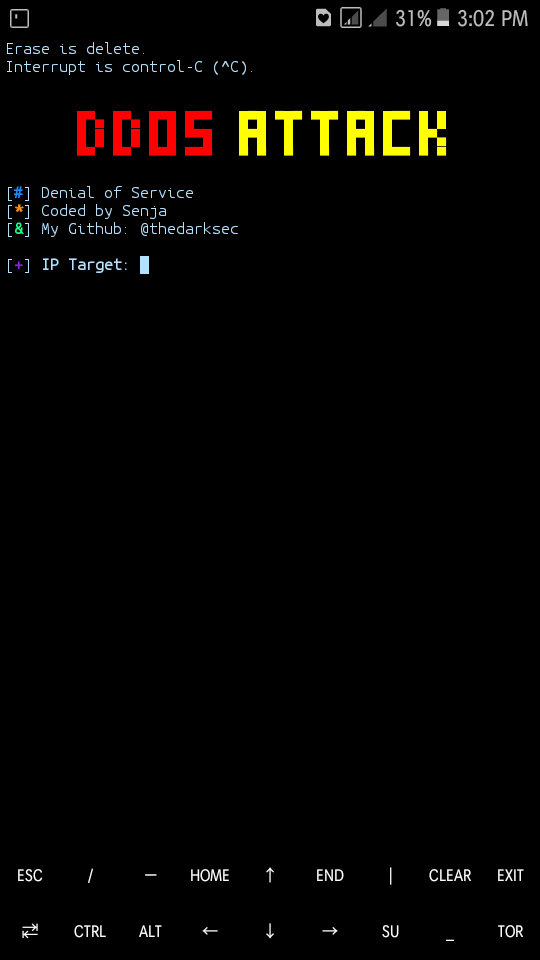 31% 3:02 PM
Erase is delete.
Interrupt is control-C (^C).
DDOS ATTACK
[#] Denial of Service
[*] Coded by Senja
[&] My Github: @thedarksec
[+] IP Target:
ESC / — HOME ↑ END | CLEAR EXIT
⇄ CTRL ALT ← ↓ → SU _ TOR